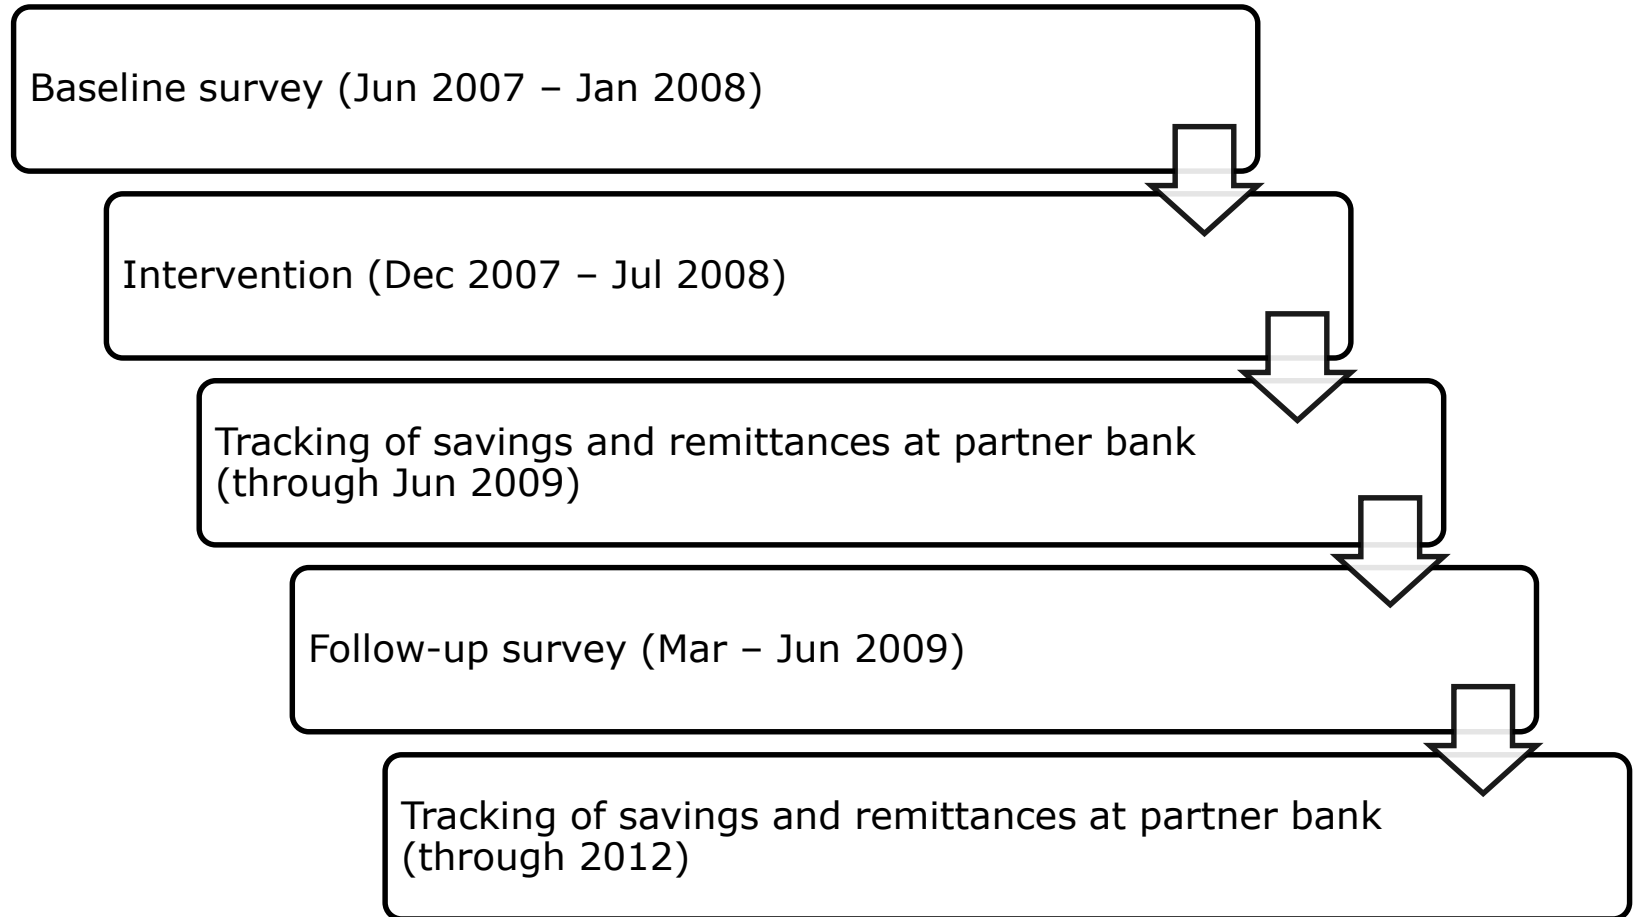 Baseline survey (Jun 2007 – Jan 2008)
Intervention (Dec 2007 – Jul 2008)
Tracking of savings and remittances at partner bank
(through Jun 2009)
Follow-up survey (Mar – Jun 2009)
Tracking of savings and remittances at partner bank
(through 2012)